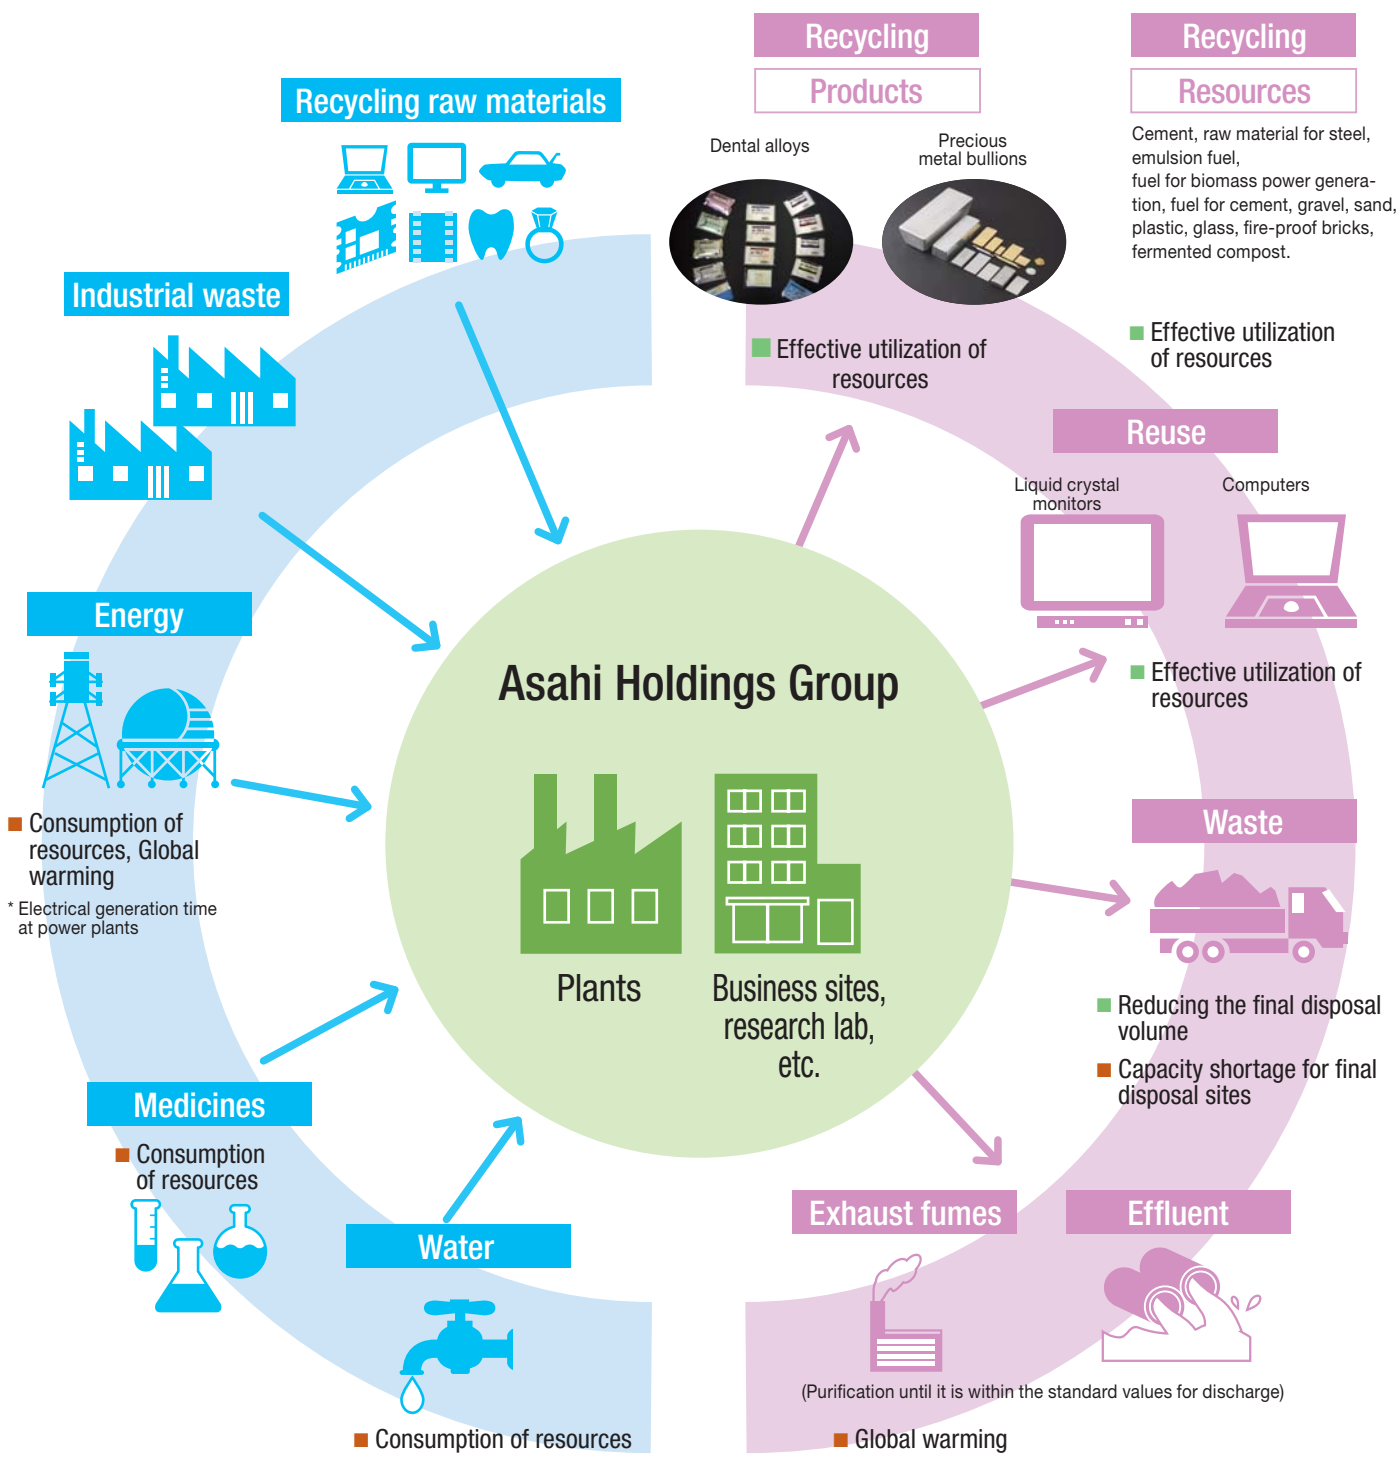 Recycling raw materials
Industrial waste
Energy
Consumption of
resources, Global
warming
* Electrical generation time
at power plants
Medicines
Consumption
of resources
Water
Consumption of resources
Asahi Holdings Group
Plants
Business sites,
research lab,
etc.
Recycling
Products
Dental alloys
Precious
metal bullions
Effective utilization of
resources
Recycling
Resources
Cement, raw material for steel,
emulsion fuel,
fuel for biomass power genera-
tion, fuel for cement, gravel, sand,
plastic, glass, fire-proof bricks,
fermented compost.
Effective utilization
of resources
Reuse
Liquid crystal
monitors
Computers
Effective utilization of
resources
Waste
Reducing the final disposal
volume
Capacity shortage for final
disposal sites
Exhaust fumes
Effluent
(Purification until it is within the standard values for discharge)
Global warming